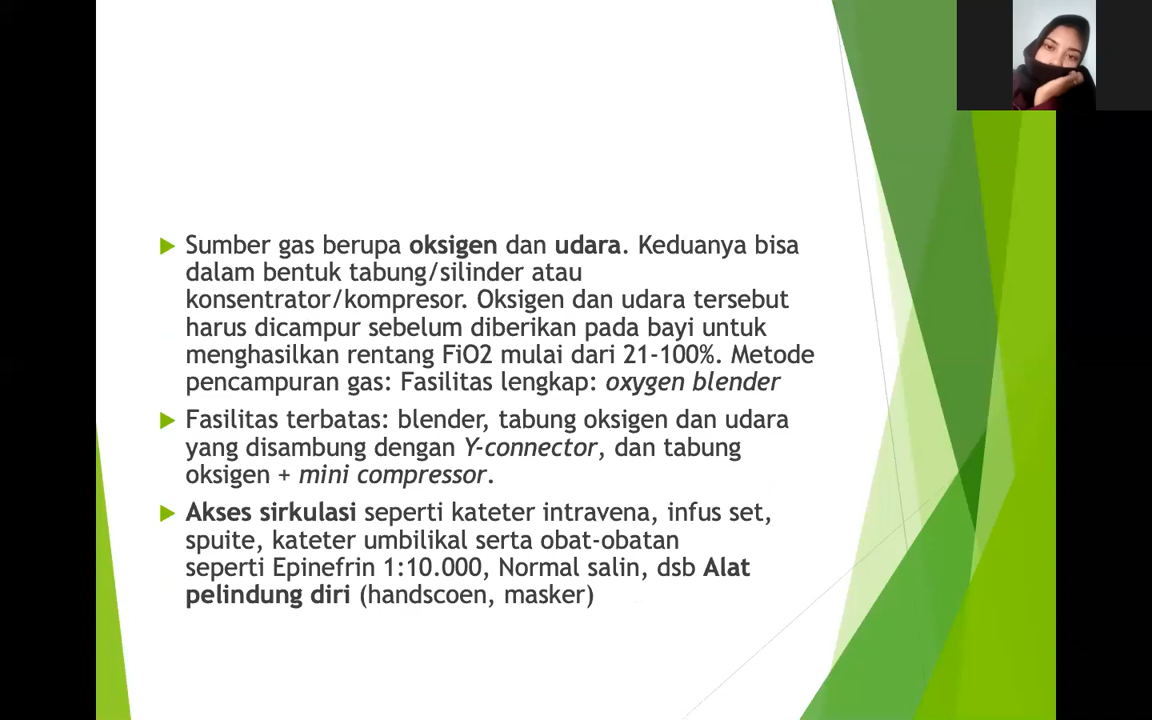 Sumber gas berupa oksigen dan udara. Keduanya bisa
dalam bentuk tabung/silinder atau
konsentrator/kompresor. Oksigen dan udara tersebut
harus dicampur sebelum diberikan pada bayi untuk
menghasilkan rentang FiO2 mulai dari 21-100%. Metode
pencampuran gas: Fasilitas lengkap: oxygen blender
Fasilitas terbatas: blender, tabung oksigen dan udara
yang disambung dengan Y-connector, dan tabung
oksigen + mini compressor.
Akses sirkulasi seperti kateter intravena, infus set,
spuite, kateter umbilikal serta obat-obatan
seperti Epinefrin 1:10.000, Normal salin, dsb Alat
pelindung diri (handscoen, masker)